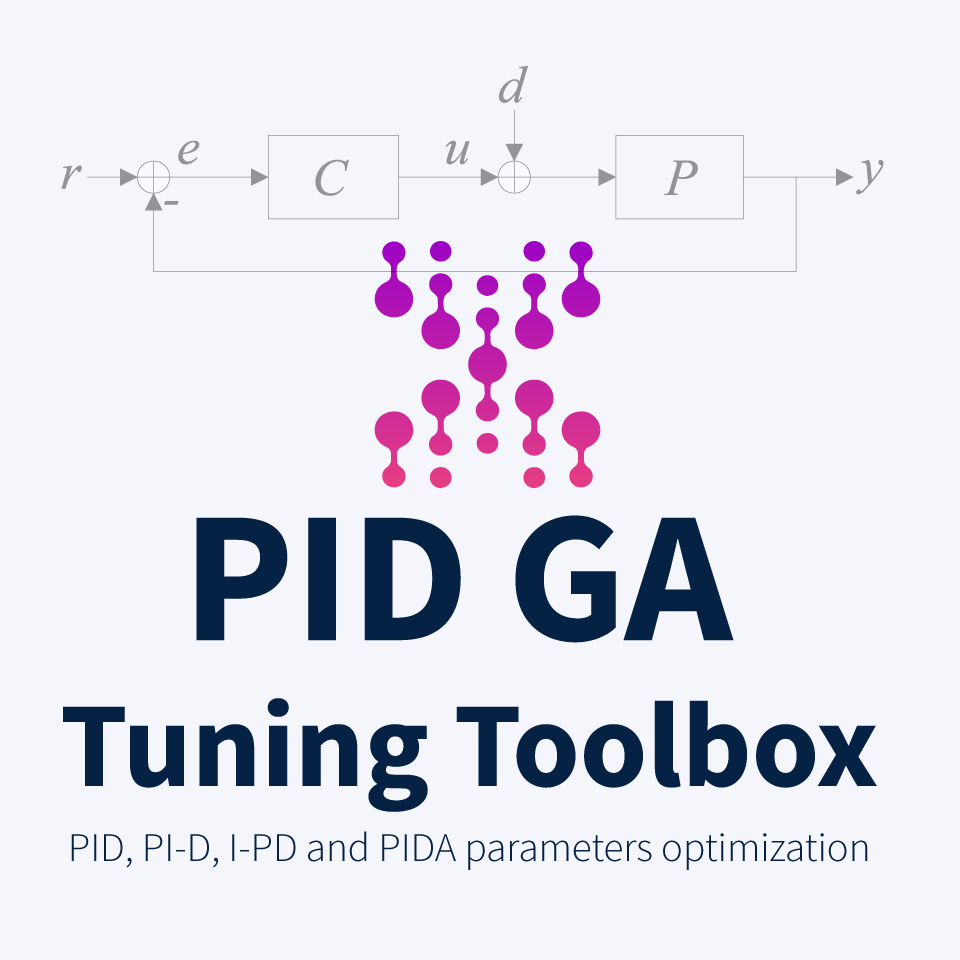 d
r e C u P y
-
PID GA
Tuning Toolbox
PID, PI-D, I-PD and PIDA parameters optimization